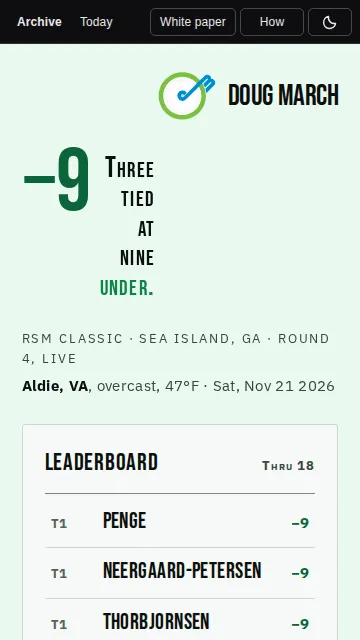 Archive Today White paper How
DOUG MARCH
−9
Three
tied
at
nine
under.
RSM CLASSIC · SEA ISLAND, GA · ROUND
4, LIVE
Aldie, VA, overcast, 47°F · Sat, Nov 21 2026
LEADERBOARD Thru 18
T1 PENGE −9
T1 NEERGAARD-PETERSEN −9
T1 THORBJORNSEN −9